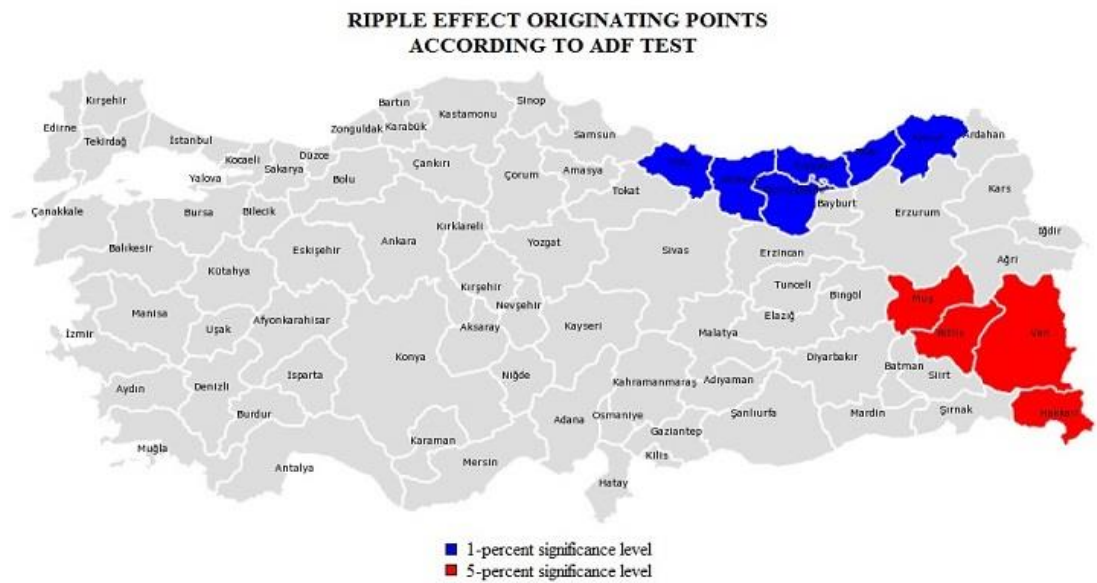 RIPPLE EFFECT ORIGINATING POINTS
ACCORDING TO ADF TEST
Kırşehir
Edirne
Tekirdağ
İstanbul
Kocaeli
Yalova
Sakarya
Düzce
Zonguldak
Bartın
Karabük
Kastamonu
Sinop
Samsun
Çankırı
Bolu
Çorum
Amasya
Tokat
Ardahan
Kars
Bayburt
Erzurum
Iğdir
Ağri
Çanakkale
Balıkesir
Bursa
Bilecik
Eskişehir
Kütahya
Ankara
Kırklareli
Yozgat
Sivas
Erzincan
Tunceli
Bingöl
Elazığ
Muş
Bitlis
Van
Hakkari
İzmir
Manisa
Uşak
Afyonkarahisar
Kırşehir
Nevşehir
Aksaray
Kayseri
Malatya
Diyarbakır
Batman
Siirt
Şırnak
Mardin
Aydın
Denizli
Isparta
Burdur
Konya
Niğde
Kahramanmaraş
Adıyaman
Şanlıurfa
Muğla
Antalya
Karaman
Mersin
Adana
Osmaniye
Gaziantep
Kilis
Hatay
1-percent significance level
5-percent significance level